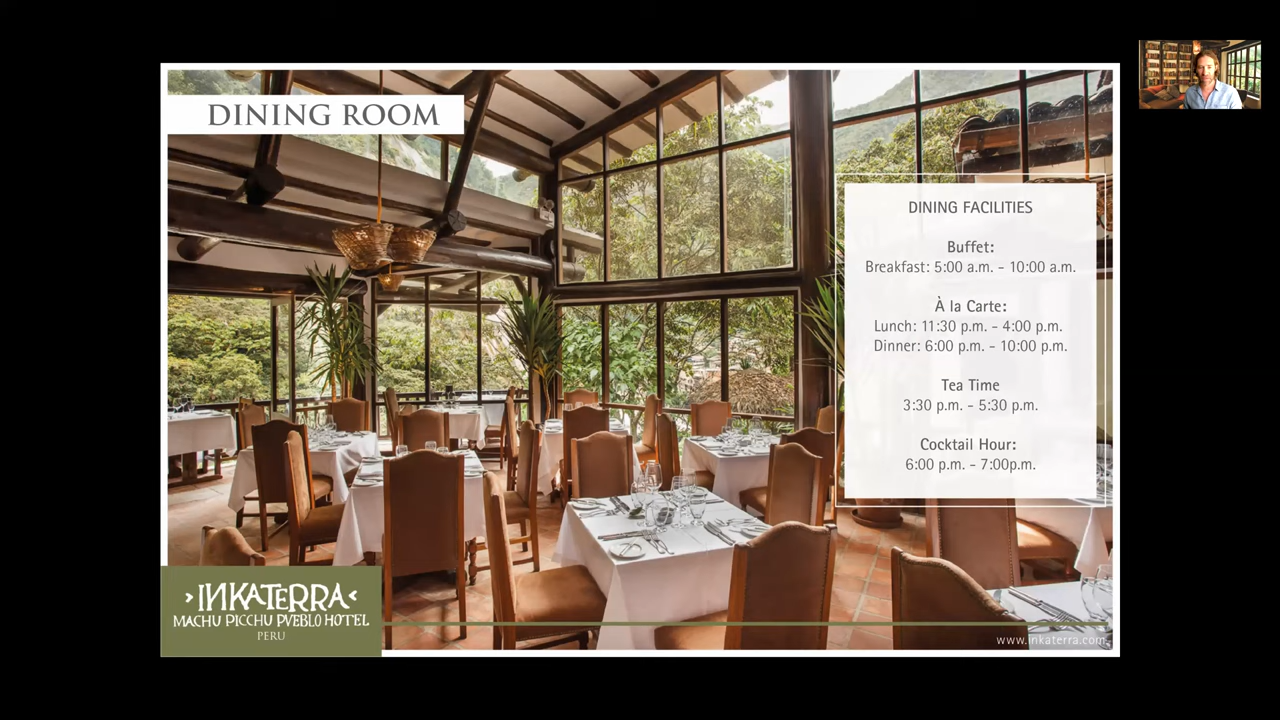 DINING ROOM
DINING FACILITIES
Buffet:
Breakfast: 5:00 a.m. - 10:00 a.m.
À la Carte:
Lunch: 11:30 p.m. - 4:00 p.m.
Dinner: 6:00 p.m. - 10:00 p.m.
Tea Time
3:30 p.m. - 5:30 p.m.
Cocktail Hour:
6:00 p.m. - 7:00p.m.
INKATERRA
MACHU PICCHU PVEBLO HOTEL
PERU
www.inkaterra.com